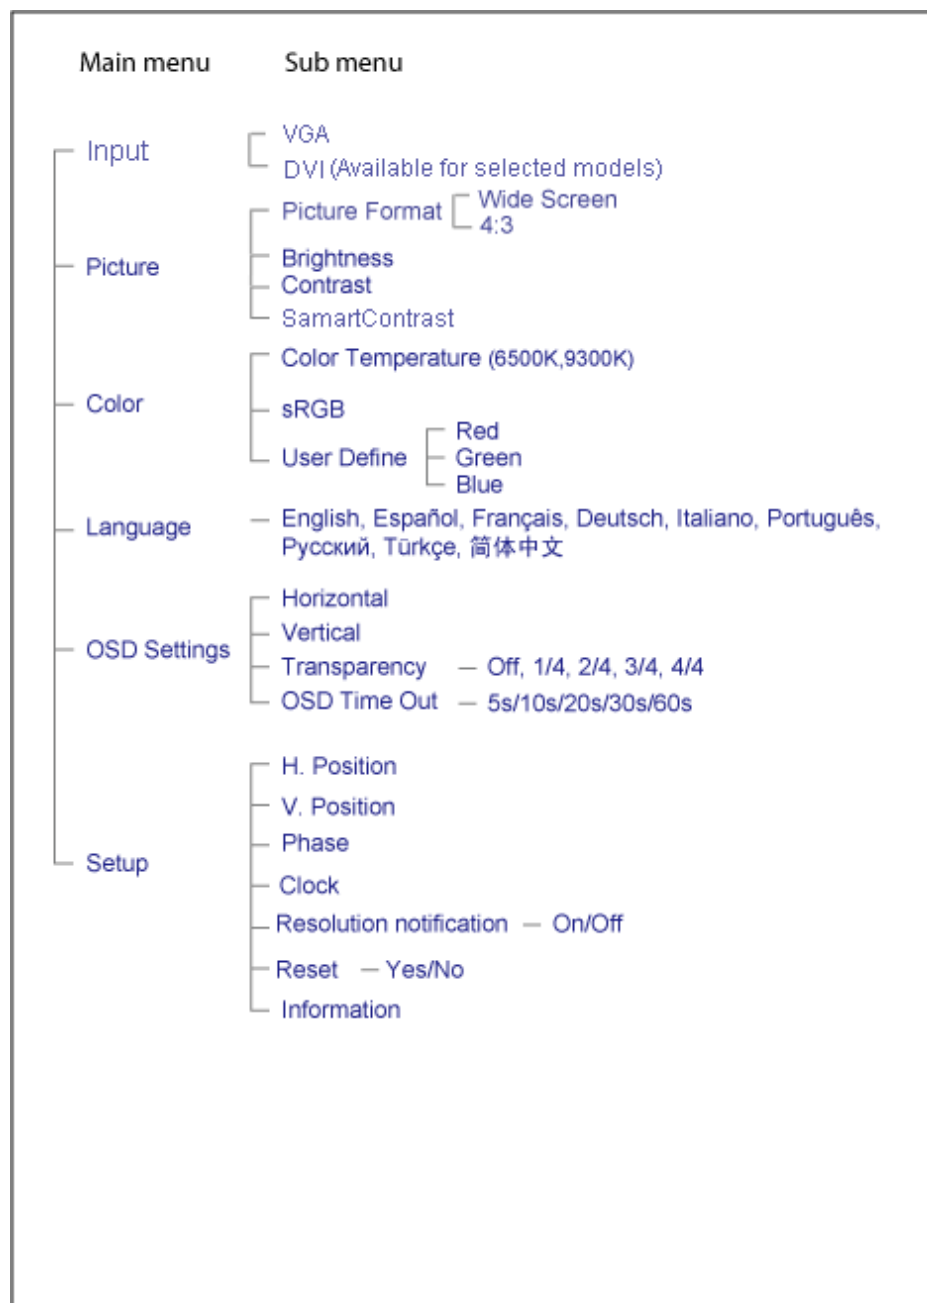 Main menu Sub menu
Input
VGA
DVI (Available for selected models)
Picture
Picture Format
Wide Screen
4:3
Brightness
Contrast
SamartContrast
Color
Color Temperature (6500K,9300K)
sRGB
User Define
Red
Green
Blue
Language
English, Español, Français, Deutsch, Italiano, Português,
Русский, Türkçe, 简体中文
OSD Settings
Horizontal
Vertical
Transparency — Off, 1/4, 2/4, 3/4, 4/4
OSD Time Out — 5s/10s/20s/30s/60s
Setup
H. Position
V. Position
Phase
Clock
Resolution notification — On/Off
Reset — Yes/No
Information